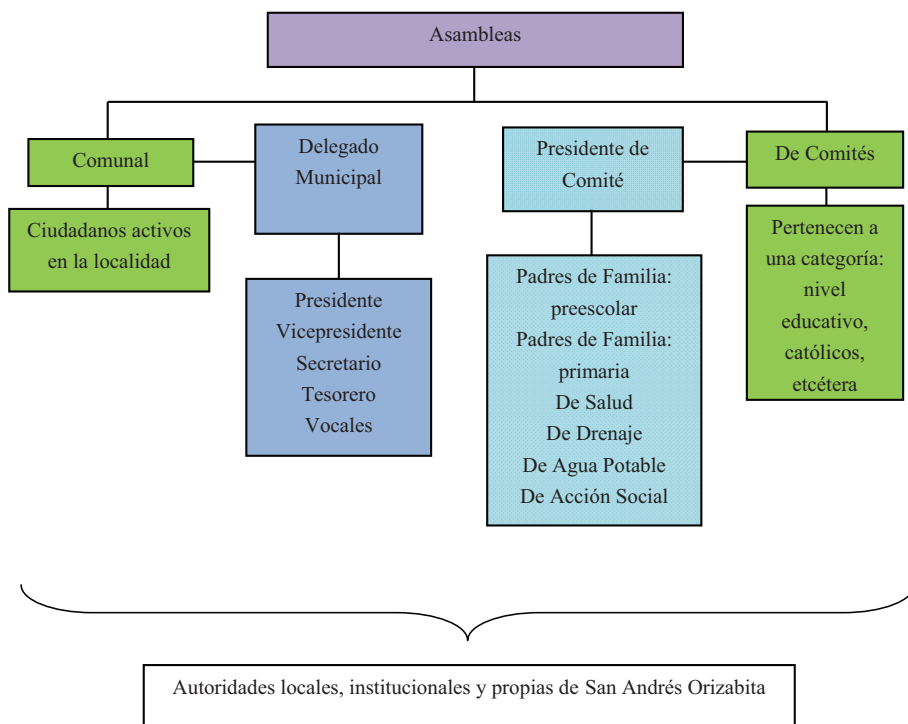 Asambleas
Comunal
Delegado
Municipal
Presidente de
Comité
De Comités
Ciudadanos activos
en la localidad
Presidente
Vicepresidente
Secretario
Tesorero
Vocales
Padres de Familia:
preescolar
Padres de Familia:
primaria
De Salud
De Drenaje
De Agua Potable
De Acción Social
Pertenecen a
una categoría:
nivel
educativo,
católicos,
etcétera
Autoridades locales, institucionales y propias de San Andrés Orizabita